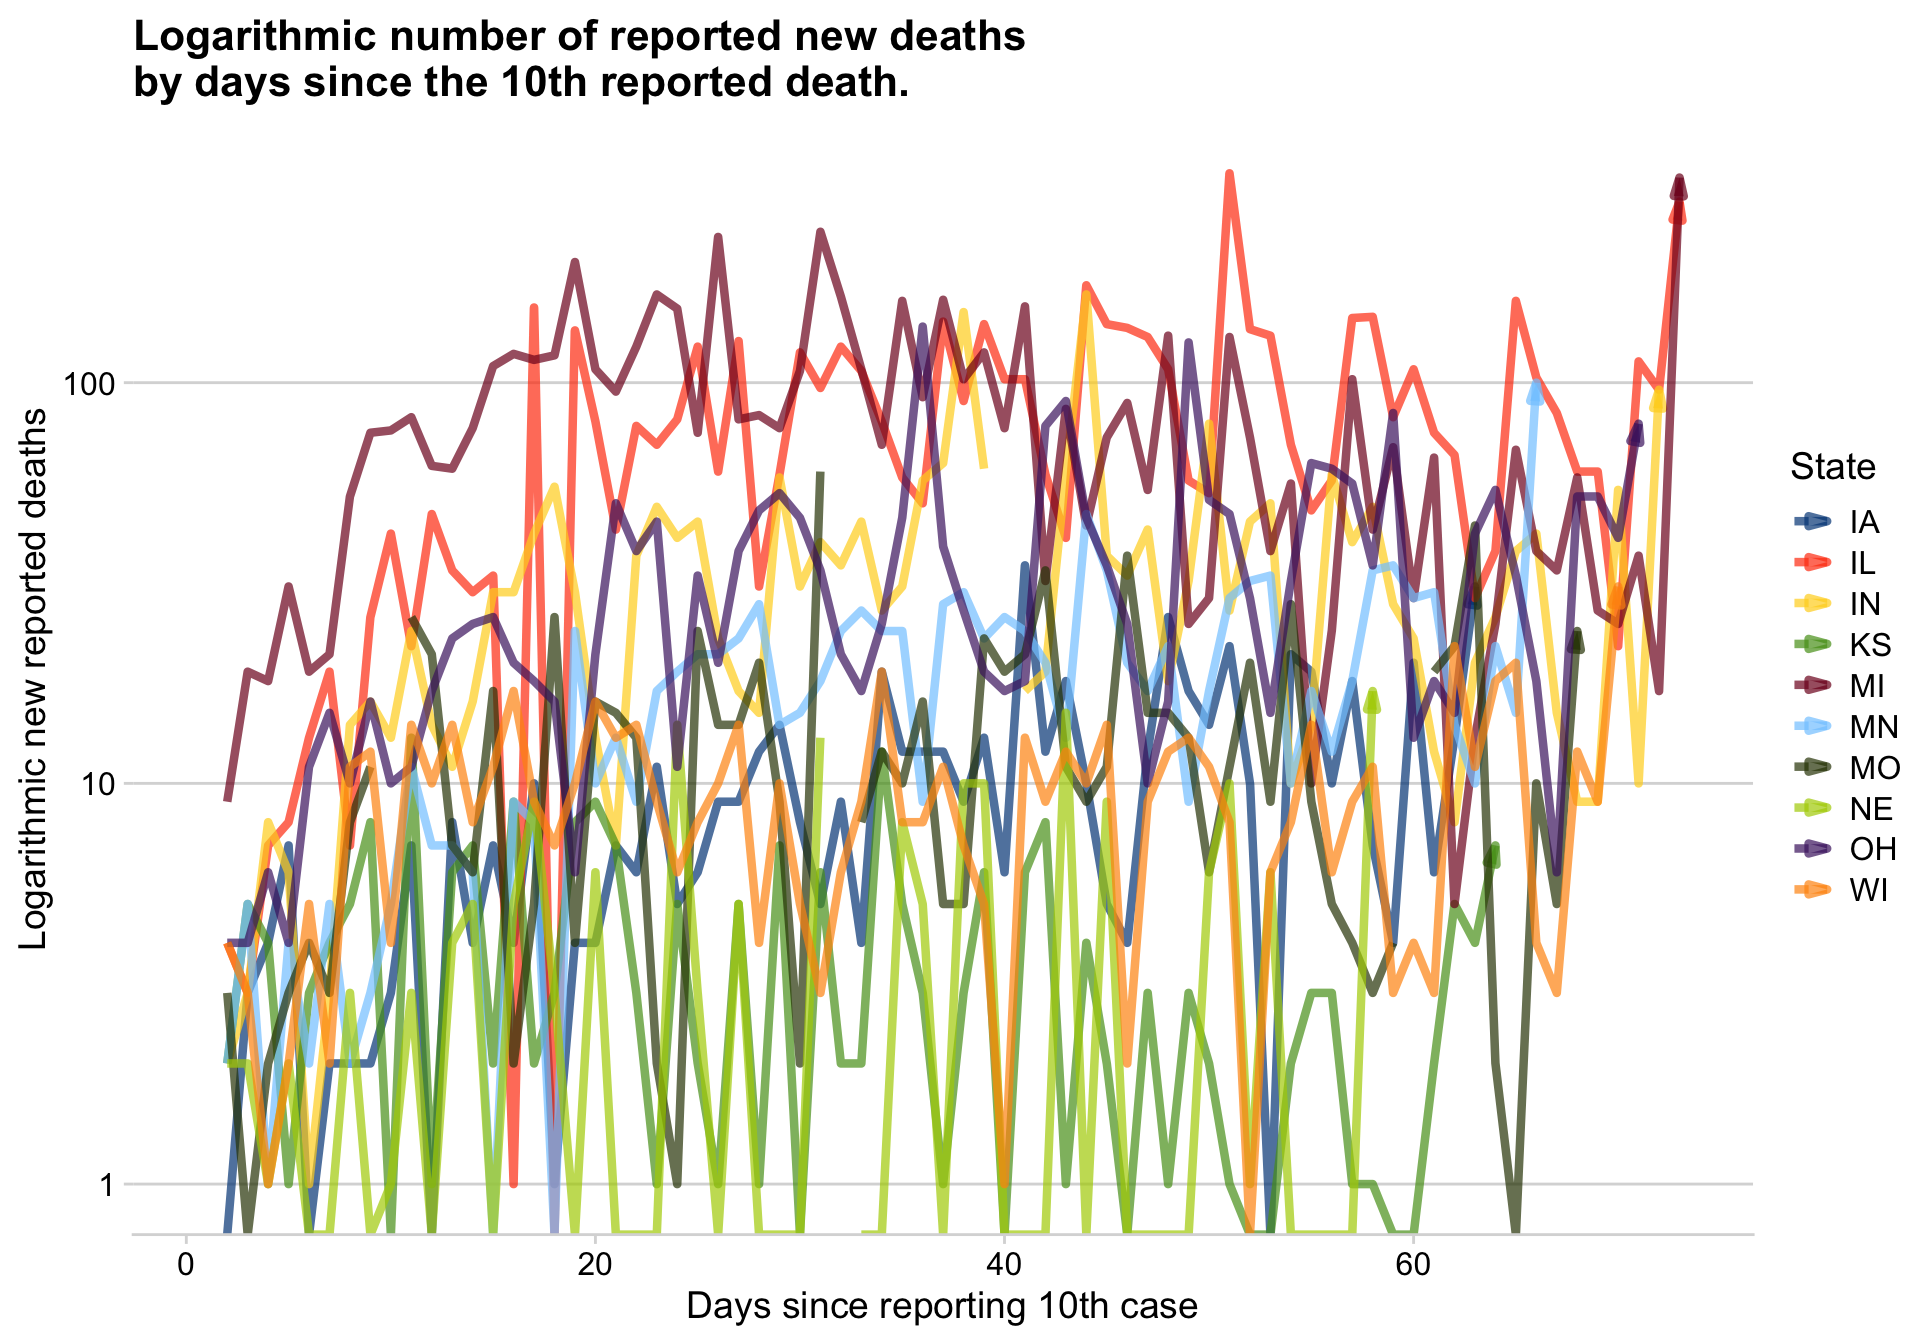 Logarithmic number of reported new deaths
by days since the 10th reported death.
Logarithmic new reported deaths
100
10
1
0
20
40
60
Days since reporting 10th case
State
IA
IL
IN
KS
MI
MN
MO
NE
OH
WI